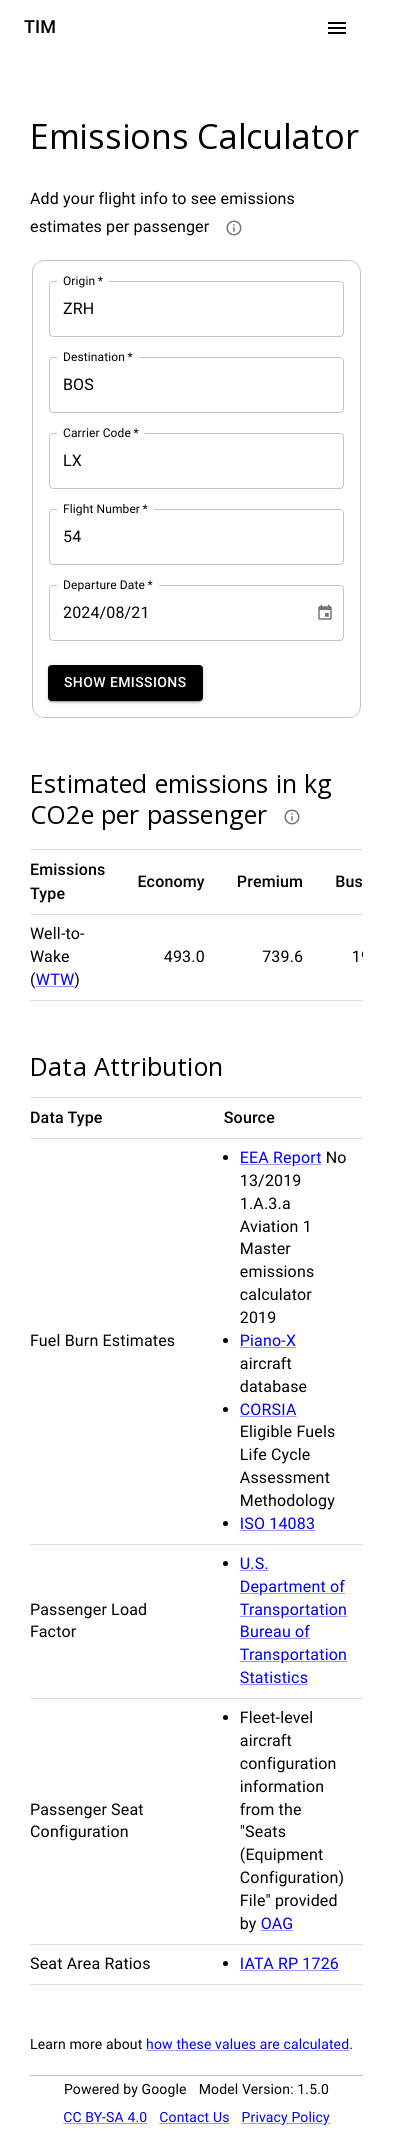 TIM
Emissions Calculator
Add your flight info to see emissions
estimates per passenger
Origin *
ZRH
Destination *
BOS
Carrier Code *
LX
Flight Number *
54
Departure Date *
2024/08/21
SHOW EMISSIONS
Estimated emissions in kg
CO2e per passenger
Emissions
Type
Economy
Premium
Bus
Well-to-
Wake
(WTW)
493.0
739.6
Data Attribution
Data Type
Source
Fuel Burn Estimates
• EEA Report No
13/2019
1.A.3.a
Aviation 1
Master
emissions
calculator
2019
• Piano-X
aircraft
database
• CORSIA
Eligible Fuels
Life Cycle
Assessment
Methodology
• ISO 14083
Passenger Load
Factor
• U.S.
Department of
Transportation
Bureau of
Transportation
Statistics
Passenger Seat
Configuration
• Fleet-level
aircraft
configuration
information
from the
"Seats
(Equipment
Configuration)
File" provided
by OAG
Seat Area Ratios
• IATA RP 1726
Learn more about how these values are calculated.
Powered by Google Model Version: 1.5.0
CC BY-SA 4.0 Contact Us Privacy Policy